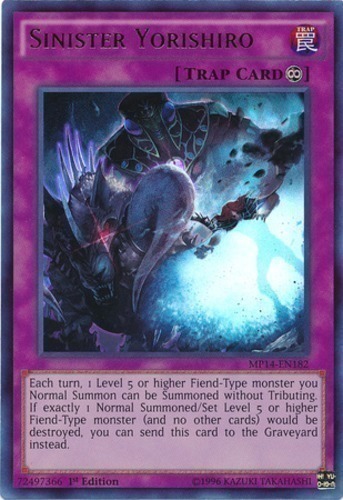 SINISTER YORISHIRO
TRAP
罠
[TRAP CARD]
MP14-EN182
Each turn, 1 Level 5 or higher Fiend-Type monster you
Normal Summon can be Summoned without Tributing.
If exactly 1 Normal Summoned/Set Level 5 or higher
Fiend-Type monster (and no other cards) would be
destroyed, you can send this card to the Graveyard
instead.
72497366 1st Edition
©1996 KAZUKI TAKAHASHI